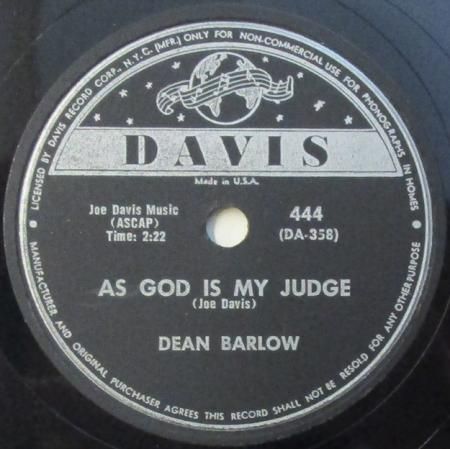 LICENSED BY DAVIS RECORD CORP., N.Y.C. (MFR.) ONLY FOR NON-COMMERCIAL USE FOR PHONOGRAPHS IN HOMES
DAVIS
Made in U.S.A.
Joe Davis Music
(ASCAP)
Time: 2:22
444
(DA-358)
AS GOD IS MY JUDGE
(Joe Davis)
DEAN BARLOW
MANUFACTURER AND ORIGINAL PURCHASER AGREES THIS RECORD SHALL NOT BE RESOLD FOR ANY OTHER PURPOSE